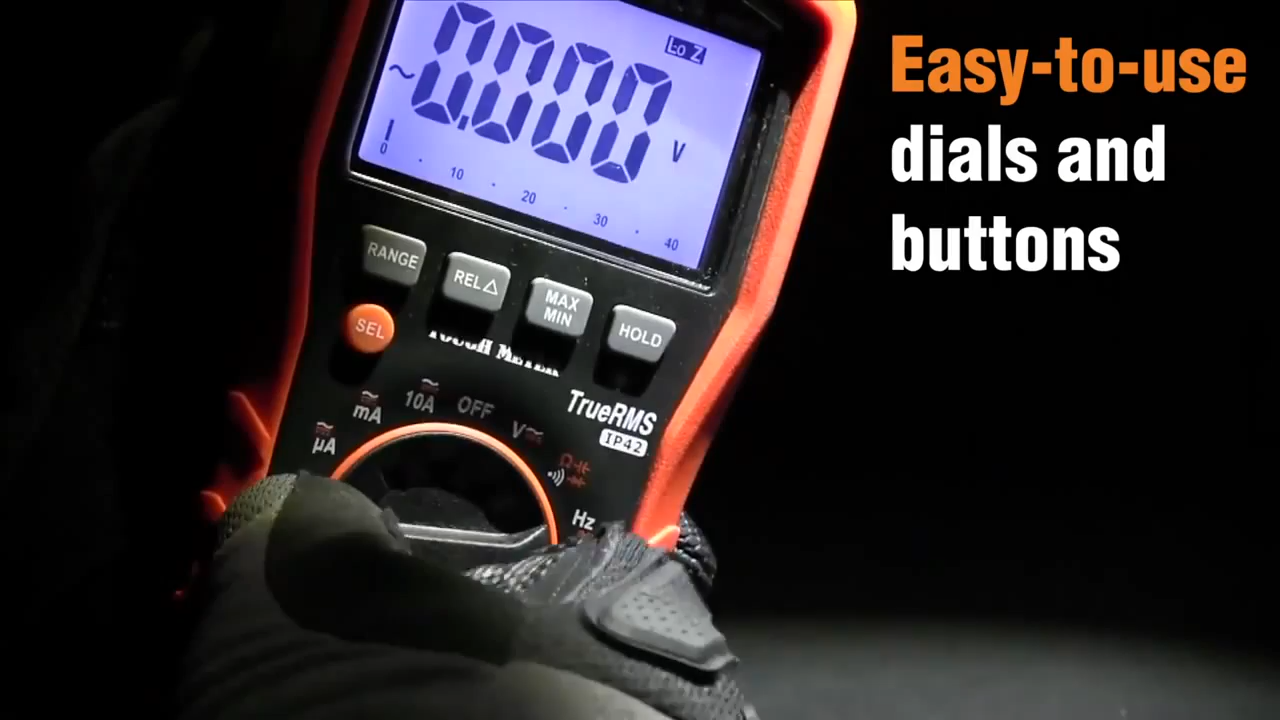 Easy-to-use
dials and
buttons
Lo Z
~0.000 V
0 · 10 · 20 · 30 · 40
RANGE
REL△
MAX
MIN
HOLD
SEL
TOUGH METER
TrueRMS
IP42
µA
mA
10A
OFF
V
Ω
Hz